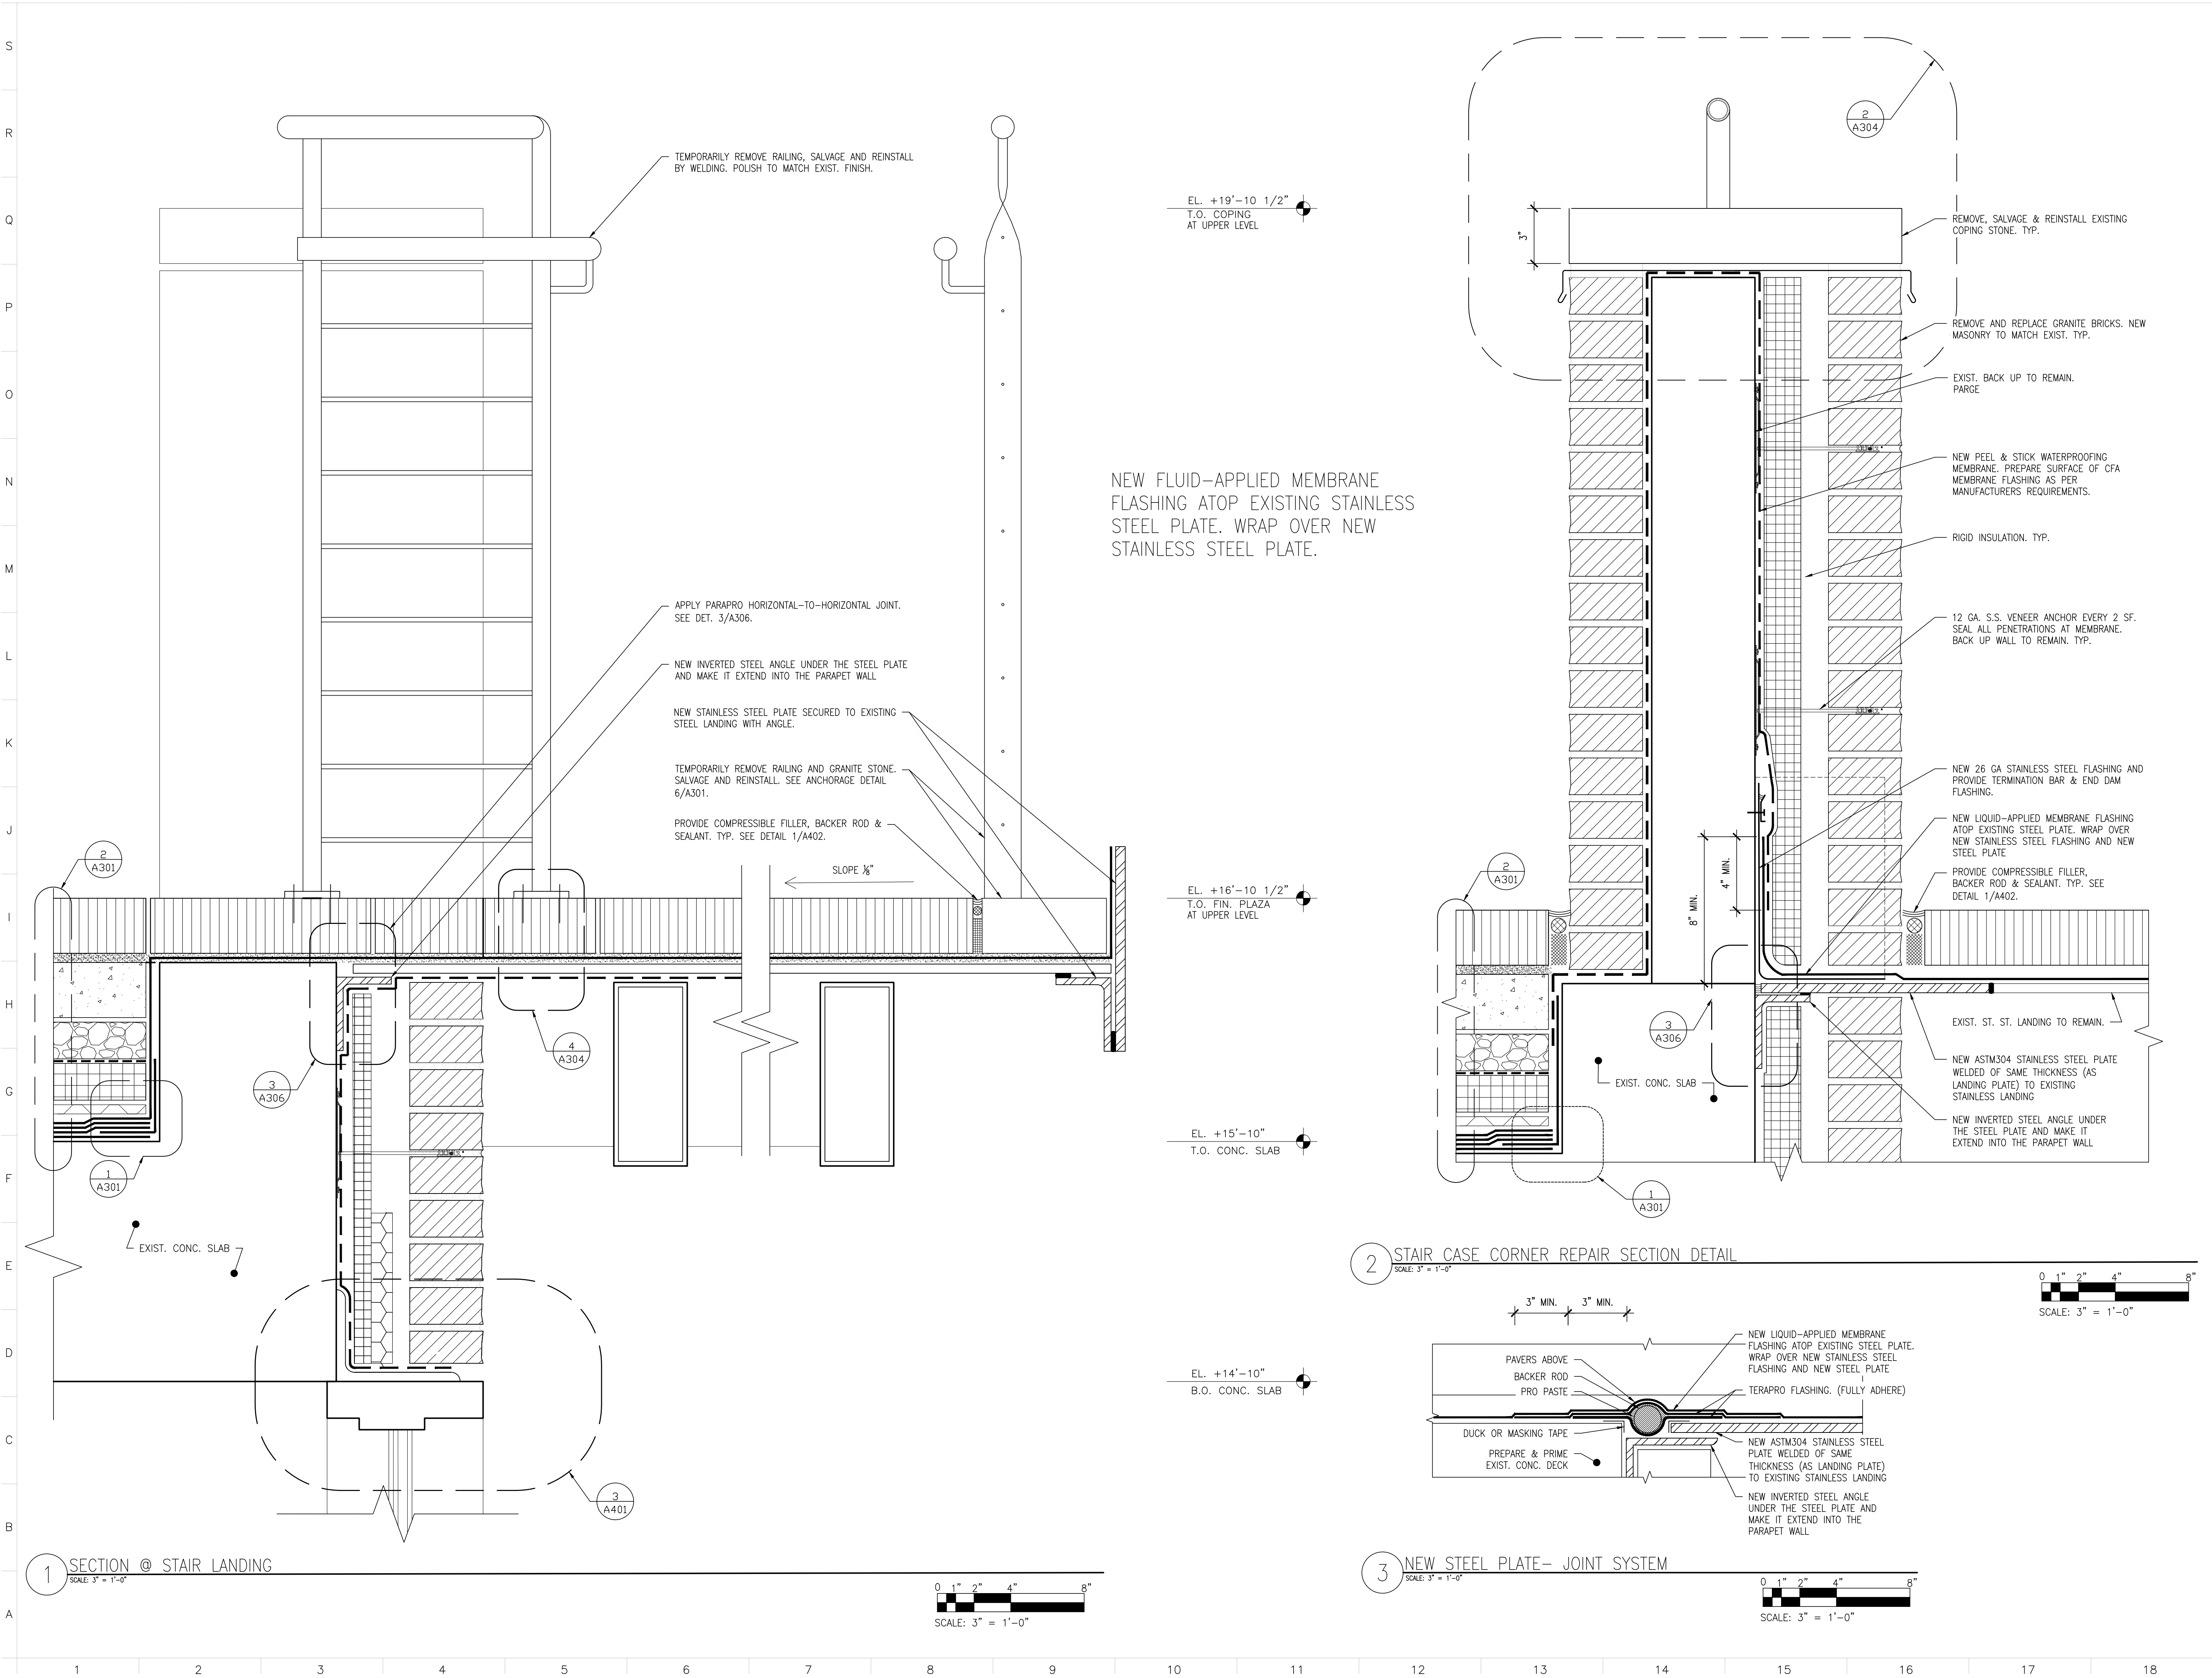 S
R
Q
P
O
N
M
L
K
J
I
H
G
F
E
D
C
B
A
1
2
3
4
5
6
7
8
9
10
11
12
13
14
15
16
17
18
TEMPORARILY REMOVE RAILING, SALVAGE AND REINSTALL
BY WELDING. POLISH TO MATCH EXIST. FINISH.
APPLY PARAPRO HORIZONTAL-TO-HORIZONTAL JOINT.
SEE DET. 3/A306.
NEW INVERTED STEEL ANGLE UNDER THE STEEL PLATE
AND MAKE IT EXTEND INTO THE PARAPET WALL
NEW STAINLESS STEEL PLATE SECURED TO EXISTING
STEEL LANDING WITH ANGLE.
TEMPORARILY REMOVE RAILING AND GRANITE STONE.
SALVAGE AND REINSTALL. SEE ANCHORAGE DETAIL
6/A301.
PROVIDE COMPRESSIBLE FILLER, BACKER ROD &
SEALANT. TYP. SEE DETAIL 1/A402.
SLOPE ⅛"
2
A301
3
A306
4
A304
1
A301
EXIST. CONC. SLAB
3
A401
1
SECTION @ STAIR LANDING
SCALE: 3" = 1'-0"
0 1" 2" 4" 8"
SCALE: 3" = 1'-0"
EL. +19'-10 1/2"
T.O. COPING
AT UPPER LEVEL
NEW FLUID-APPLIED MEMBRANE
FLASHING ATOP EXISTING STAINLESS
STEEL PLATE. WRAP OVER NEW
STAINLESS STEEL PLATE.
EL. +16'-10 1/2"
T.O. FIN. PLAZA
AT UPPER LEVEL
EL. +15'-10"
T.O. CONC. SLAB
EL. +14'-10"
B.O. CONC. SLAB
2
A304
3"
REMOVE, SALVAGE & REINSTALL EXISTING
COPING STONE. TYP.
REMOVE AND REPLACE GRANITE BRICKS. NEW
MASONRY TO MATCH EXIST. TYP.
EXIST. BACK UP TO REMAIN.
PARGE
NEW PEEL & STICK WATERPROOFING
MEMBRANE. PREPARE SURFACE OF CFA
MEMBRANE FLASHING AS PER
MANUFACTURERS REQUIREMENTS.
RIGID INSULATION. TYP.
12 GA. S.S. VENEER ANCHOR EVERY 2 SF.
SEAL ALL PENETRATIONS AT MEMBRANE.
BACK UP WALL TO REMAIN. TYP.
NEW 26 GA STAINLESS STEEL FLASHING AND
PROVIDE TERMINATION BAR & END DAM
FLASHING.
NEW LIQUID-APPLIED MEMBRANE FLASHING
ATOP EXISTING STEEL PLATE. WRAP OVER
NEW STAINLESS STEEL FLASHING AND NEW
STEEL PLATE
PROVIDE COMPRESSIBLE FILLER,
BACKER ROD & SEALANT. TYP. SEE
DETAIL 1/A402.
8" MIN.
4" MIN.
2
A301
3
A306
EXIST. CONC. SLAB
EXIST. ST. ST. LANDING TO REMAIN.
NEW ASTM304 STAINLESS STEEL PLATE
WELDED OF SAME THICKNESS (AS
LANDING PLATE) TO EXISTING
STAINLESS LANDING
NEW INVERTED STEEL ANGLE UNDER
THE STEEL PLATE AND MAKE IT
EXTEND INTO THE PARAPET WALL
1
A301
2
STAIR CASE CORNER REPAIR SECTION DETAIL
SCALE: 3" = 1'-0"
0 1" 2" 4" 8"
SCALE: 3" = 1'-0"
3" MIN.
3" MIN.
PAVERS ABOVE
BACKER ROD
PRO PASTE
DUCK OR MASKING TAPE
PREPARE & PRIME
EXIST. CONC. DECK
NEW LIQUID-APPLIED MEMBRANE
FLASHING ATOP EXISTING STEEL PLATE.
WRAP OVER NEW STAINLESS STEEL
FLASHING AND NEW STEEL PLATE
TERAPRO FLASHING. (FULLY ADHERE)
NEW ASTM304 STAINLESS STEEL
PLATE WELDED OF SAME
THICKNESS (AS LANDING PLATE)
TO EXISTING STAINLESS LANDING
NEW INVERTED STEEL ANGLE
UNDER THE STEEL PLATE AND
MAKE IT EXTEND INTO THE
PARAPET WALL
3
NEW STEEL PLATE- JOINT SYSTEM
SCALE: 3" = 1'-0"
0 1" 2" 4" 8"
SCALE: 3" = 1'-0"